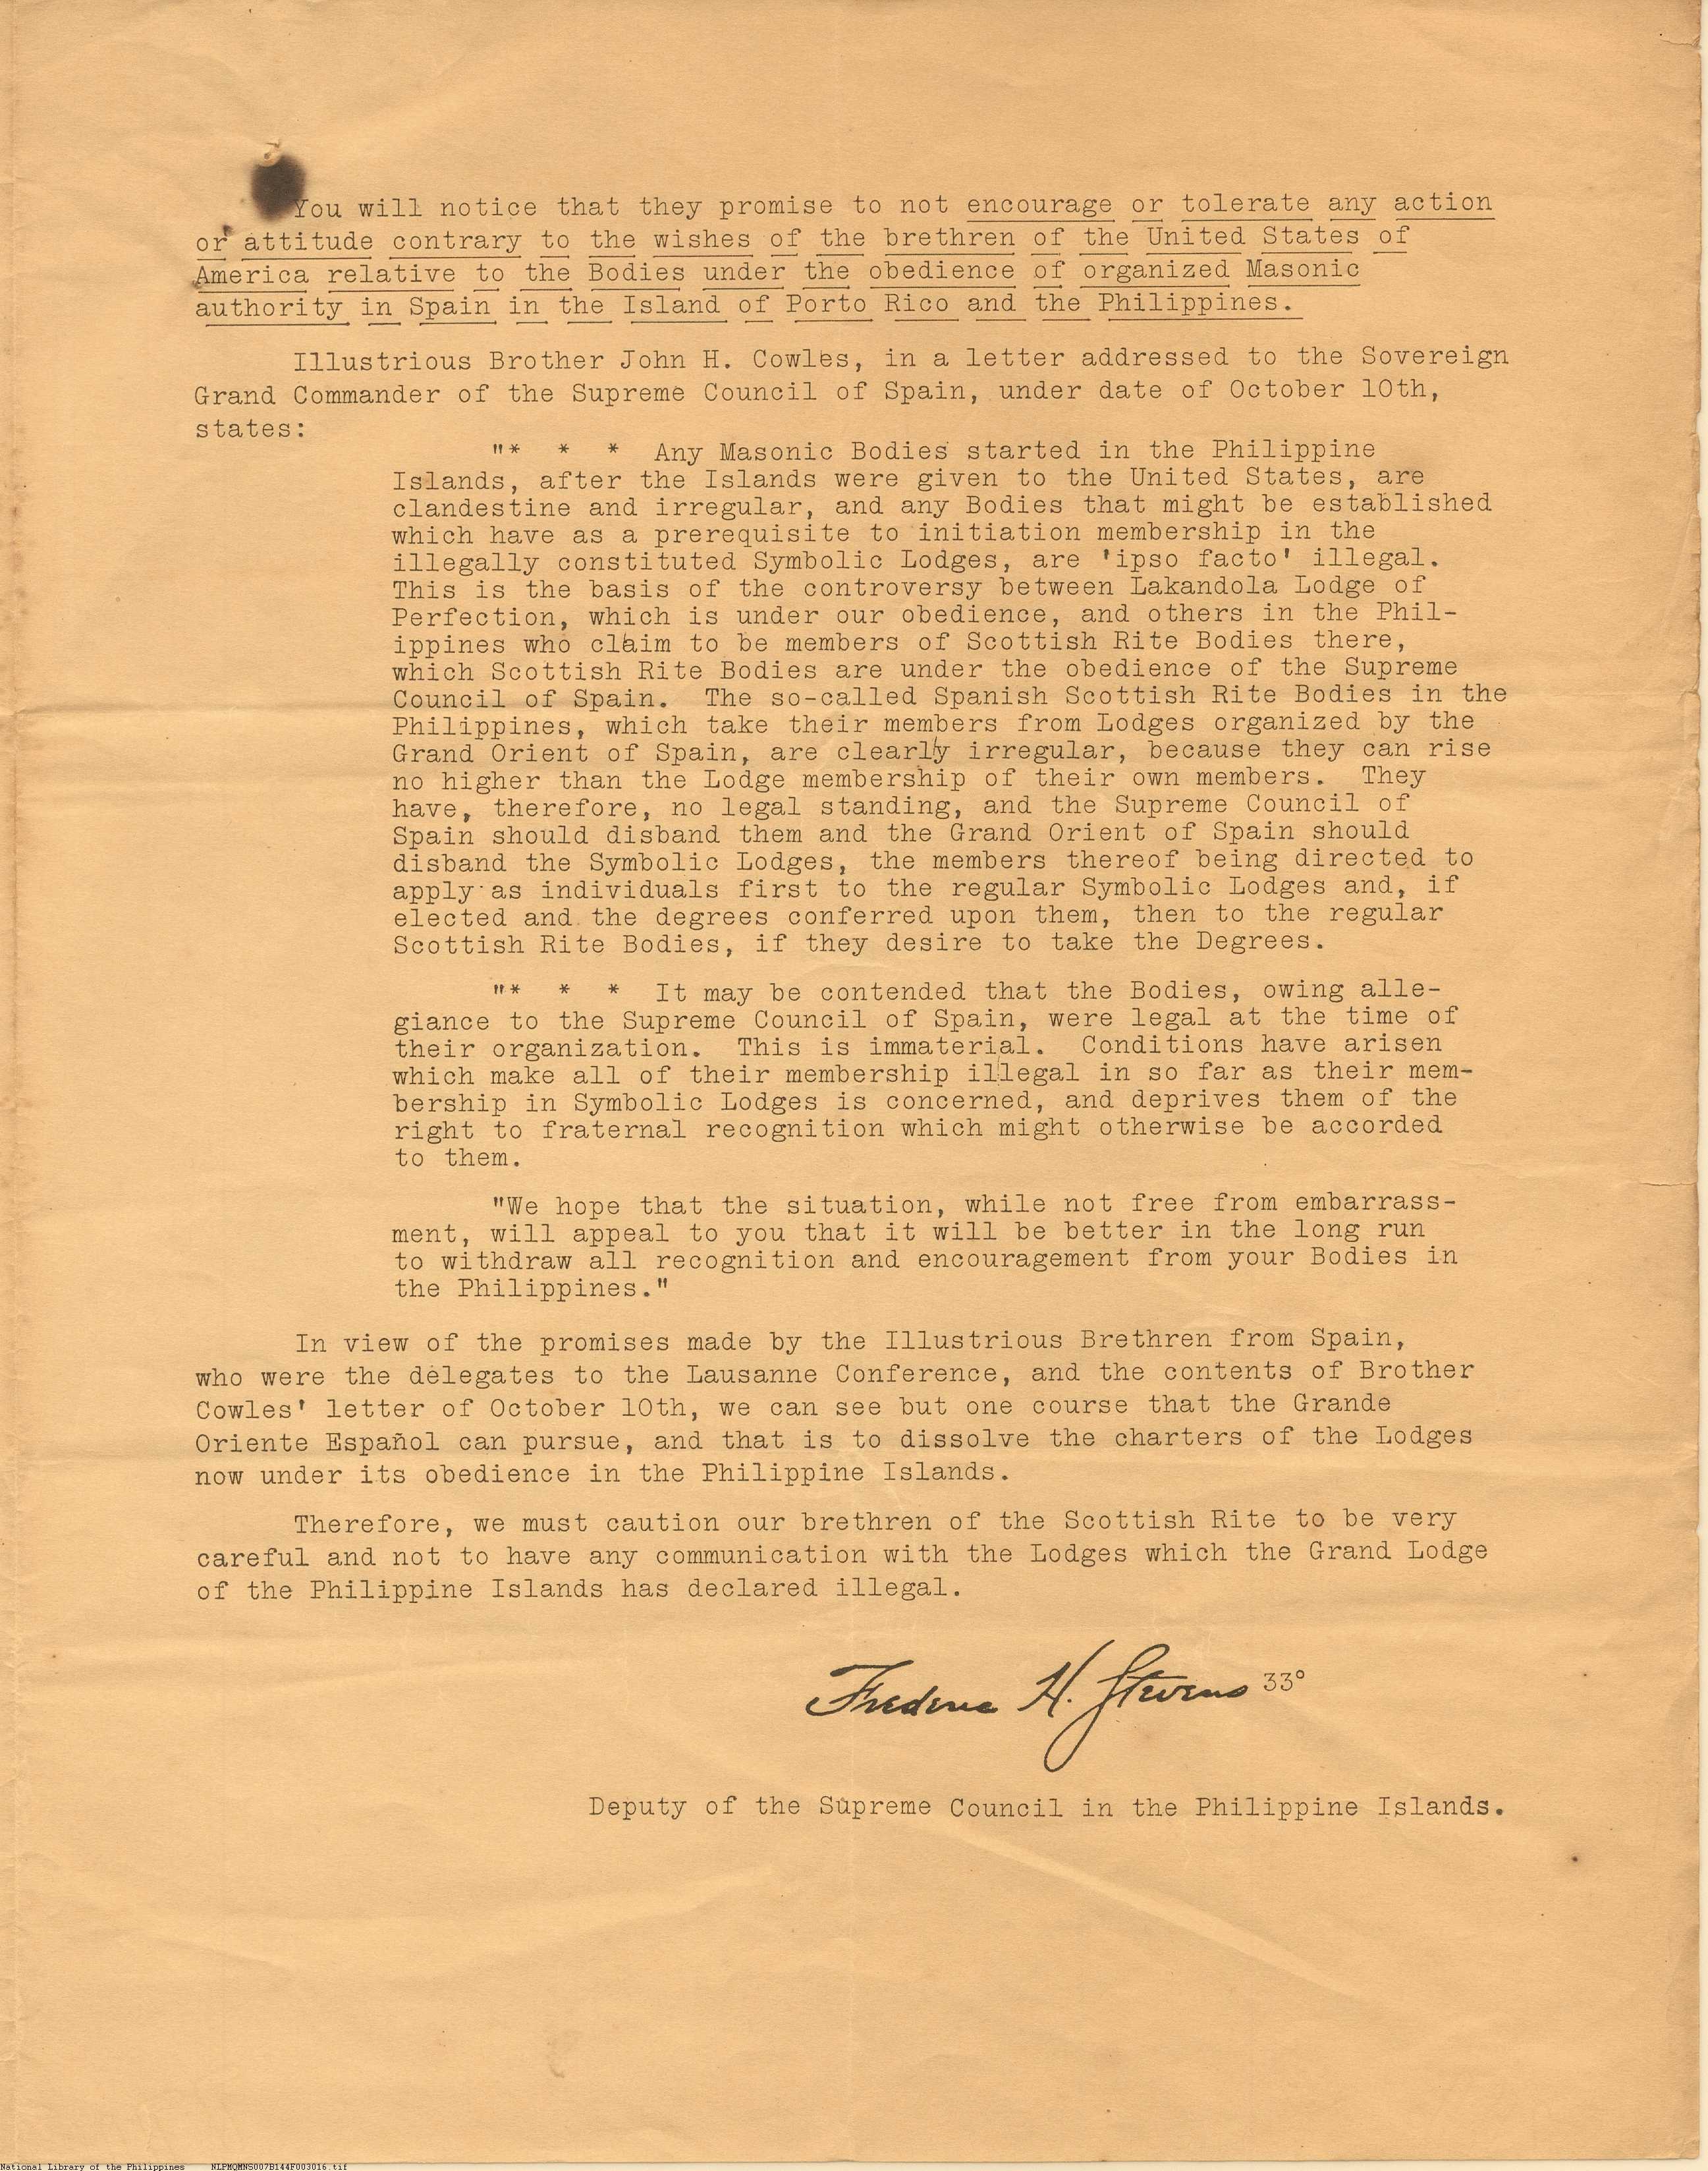 You will notice that they promise to not encourage or tolerate any action
or attitude contrary to the wishes of the brethren of the United States of
America relative to the Bodies under the obedience of organized Masonic
authority in Spain in the Island of Porto Rico and the Philippines.
Illustrious Brother John H. Cowles, in a letter addressed to the Sovereign
Grand Commander of the Supreme Council of Spain, under date of October 10th,
states:
"* * * Any Masonic Bodies started in the Philippine
Islands, after the Islands were given to the United States, are
clandestine and irregular, and any Bodies that might be established
which have as a prerequisite to initiation membership in the
illegally constituted Symbolic Lodges, are 'ipso facto' illegal.
This is the basis of the controversy between Lakandola Lodge of
Perfection, which is under our obedience, and others in the Phil-
ippines who claim to be members of Scottish Rite Bodies there,
which Scottish Rite Bodies are under the obedience of the Supreme
Council of Spain. The so-called Spanish Scottish Rite Bodies in the
Philippines, which take their members from Lodges organized by the
Grand Orient of Spain, are clearly irregular, because they can rise
no higher than the Lodge membership of their own members. They
have, therefore, no legal standing, and the Supreme Council of
Spain should disband them and the Grand Orient of Spain should
disband the Symbolic Lodges, the members thereof being directed to
apply as individuals first to the regular Symbolic Lodges and, if
elected and the degrees conferred upon them, then to the regular
Scottish Rite Bodies, if they desire to take the Degrees.
"* * * It may be contended that the Bodies, owing alle-
giance to the Supreme Council of Spain, were legal at the time of
their organization. This is immaterial. Conditions have arisen
which make all of their membership illegal in so far as their mem-
bership in Symbolic Lodges is concerned, and deprives them of the
right to fraternal recognition which might otherwise be accorded
to them.
"We hope that the situation, while not free from embarrass-
ment, will appeal to you that it will be better in the long run
to withdraw all recognition and encouragement from your Bodies in
the Philippines."
In view of the promises made by the Illustrious Brethren from Spain,
who were the delegates to the Lausanne Conference, and the contents of Brother
Cowles' letter of October 10th, we can see but one course that the Grande
Oriente Español can pursue, and that is to dissolve the charters of the Lodges
now under its obedience in the Philippine Islands.
Therefore, we must caution our brethren of the Scottish Rite to be very
careful and not to have any communication with the Lodges which the Grand Lodge
of the Philippine Islands has declared illegal.
Frederic H. Stevens 33°
Deputy of the Supreme Council in the Philippine Islands.
National Library of the Philippines NLPMQMNS007B144F003016.tif